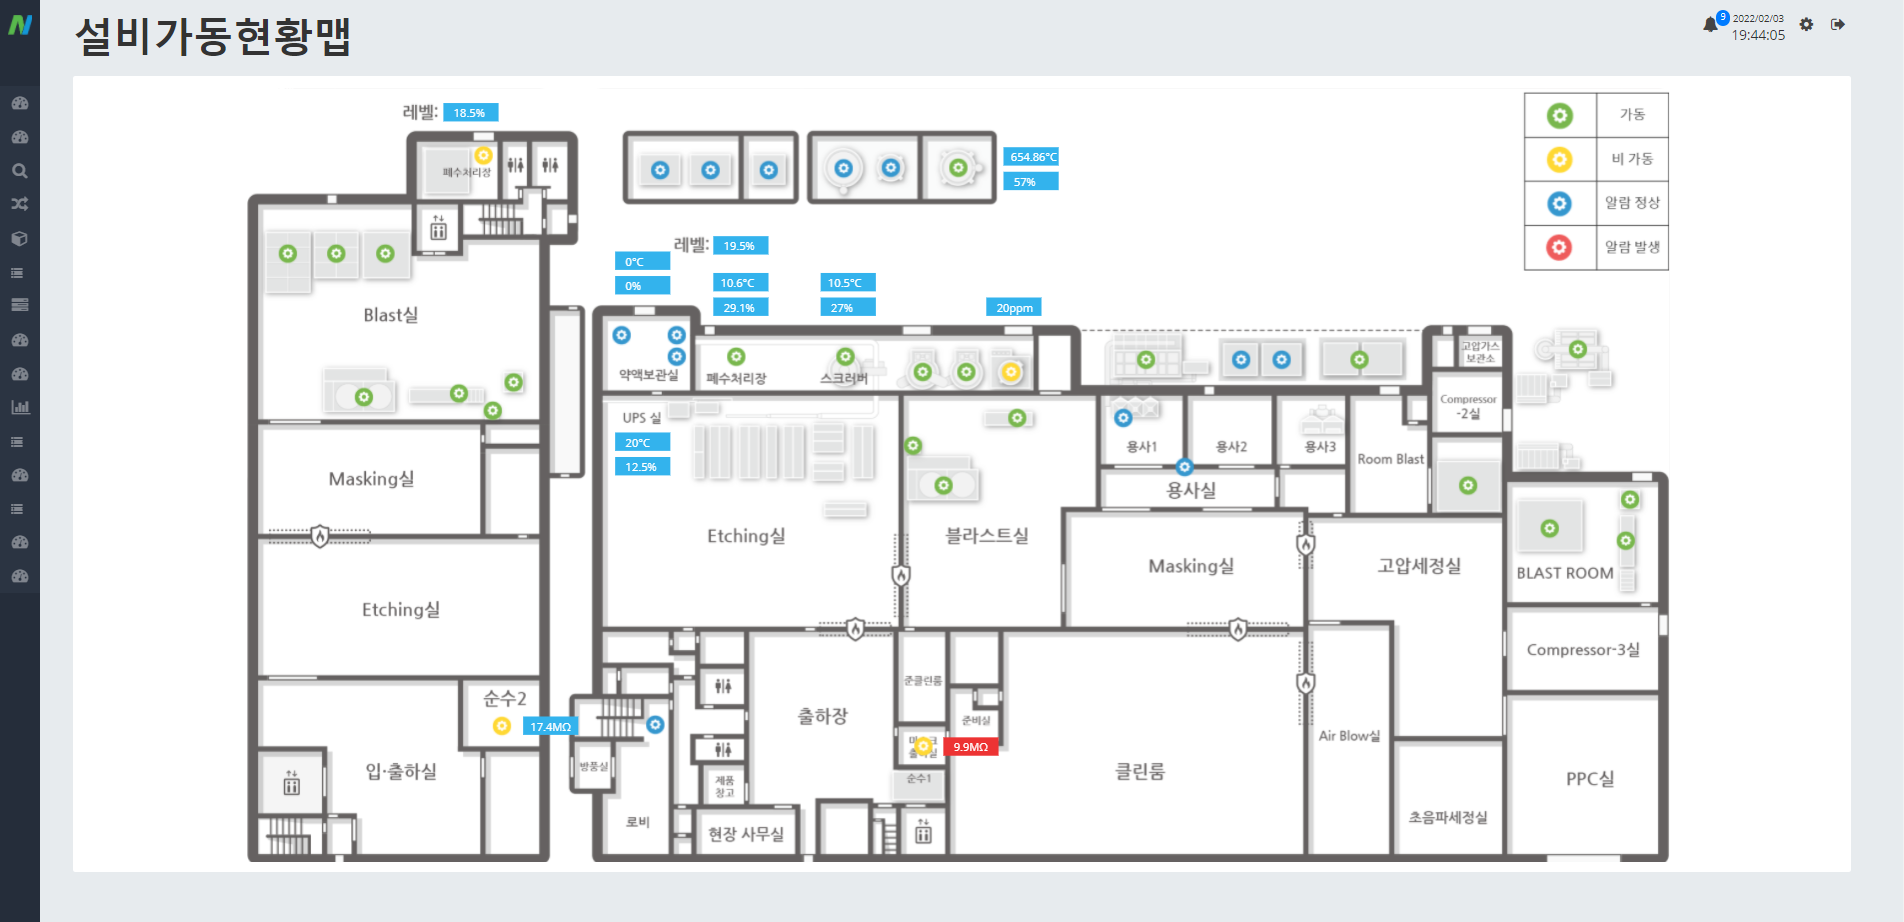 설비가동현황맵
9
2022/02/03
19:44:05
가동
비 가동
알람 정상
알람 발생
레벨: 18.5%
폐수처리장
654.86°C
57%
레벨: 19.5%
0°C
0%
10.6°C
29.1%
10.5°C
27%
20ppm
Blast실
약액보관실
폐수처리장
스크러버
고압가스
보관소
Compressor
-2실
UPS 실
20°C
12.5%
용사1
용사2
용사3
Room Blast
용사실
Masking실
Etching실
블라스트실
Masking실
고압세정실
BLAST ROOM
Etching실
Compressor-3실
순수2
17.4MΩ
준클린룸
출하장
준비실
Air Blow실
9.9MΩ
순수1
입·출하실
방풍실
제품
창고
클린룸
PPC실
로비
현장 사무실
초음파세정실